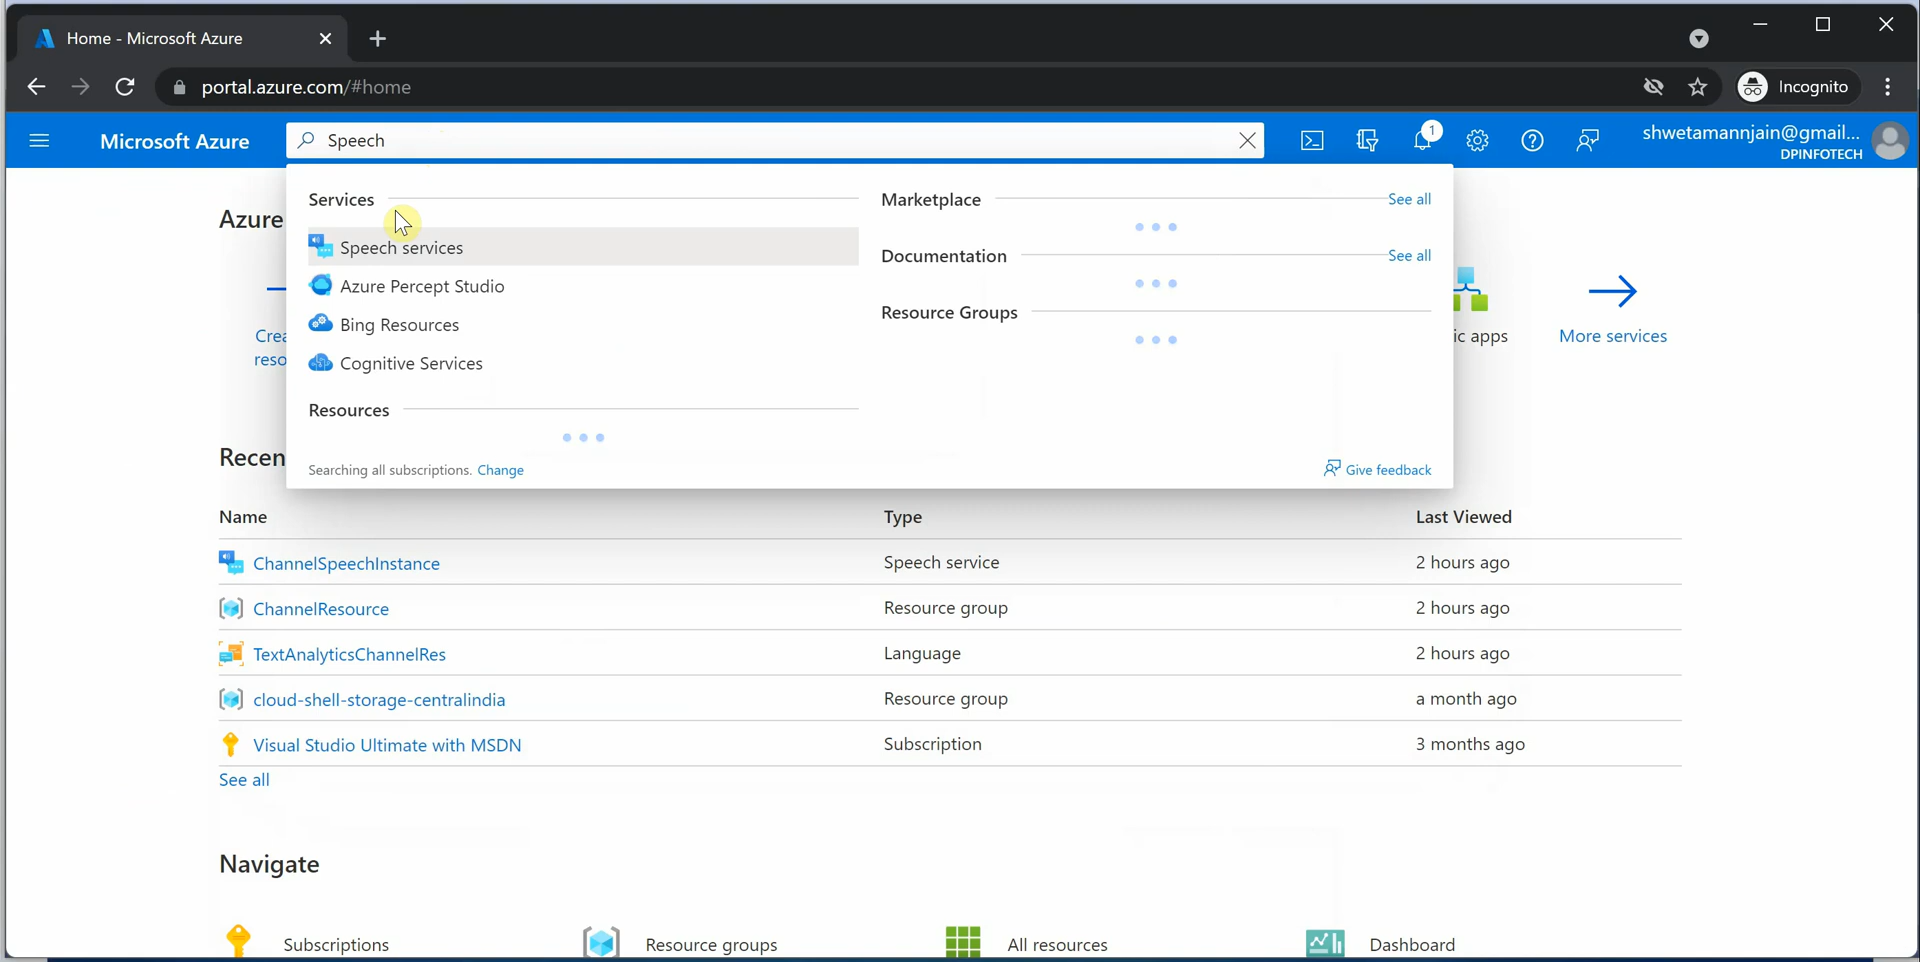 Home - Microsoft Azure
portal.azure.com/#home
Incognito
Microsoft Azure
Speech
1
shwetamannjain@gmail...
DPINFOTECH
Services
Speech services
Azure Percept Studio
Bing Resources
Cognitive Services
Resources
Searching all subscriptions. Change
Marketplace
See all
Documentation
See all
Resource Groups
Give feedback
Azure
Crea
reso
ic apps
More services
Recen
Name Type Last Viewed
ChannelSpeechInstance Speech service 2 hours ago
ChannelResource Resource group 2 hours ago
TextAnalyticsChannelRes Language 2 hours ago
cloud-shell-storage-centralindia Resource group a month ago
Visual Studio Ultimate with MSDN Subscription 3 months ago
See all
Navigate
Subscriptions Resource groups All resources Dashboard